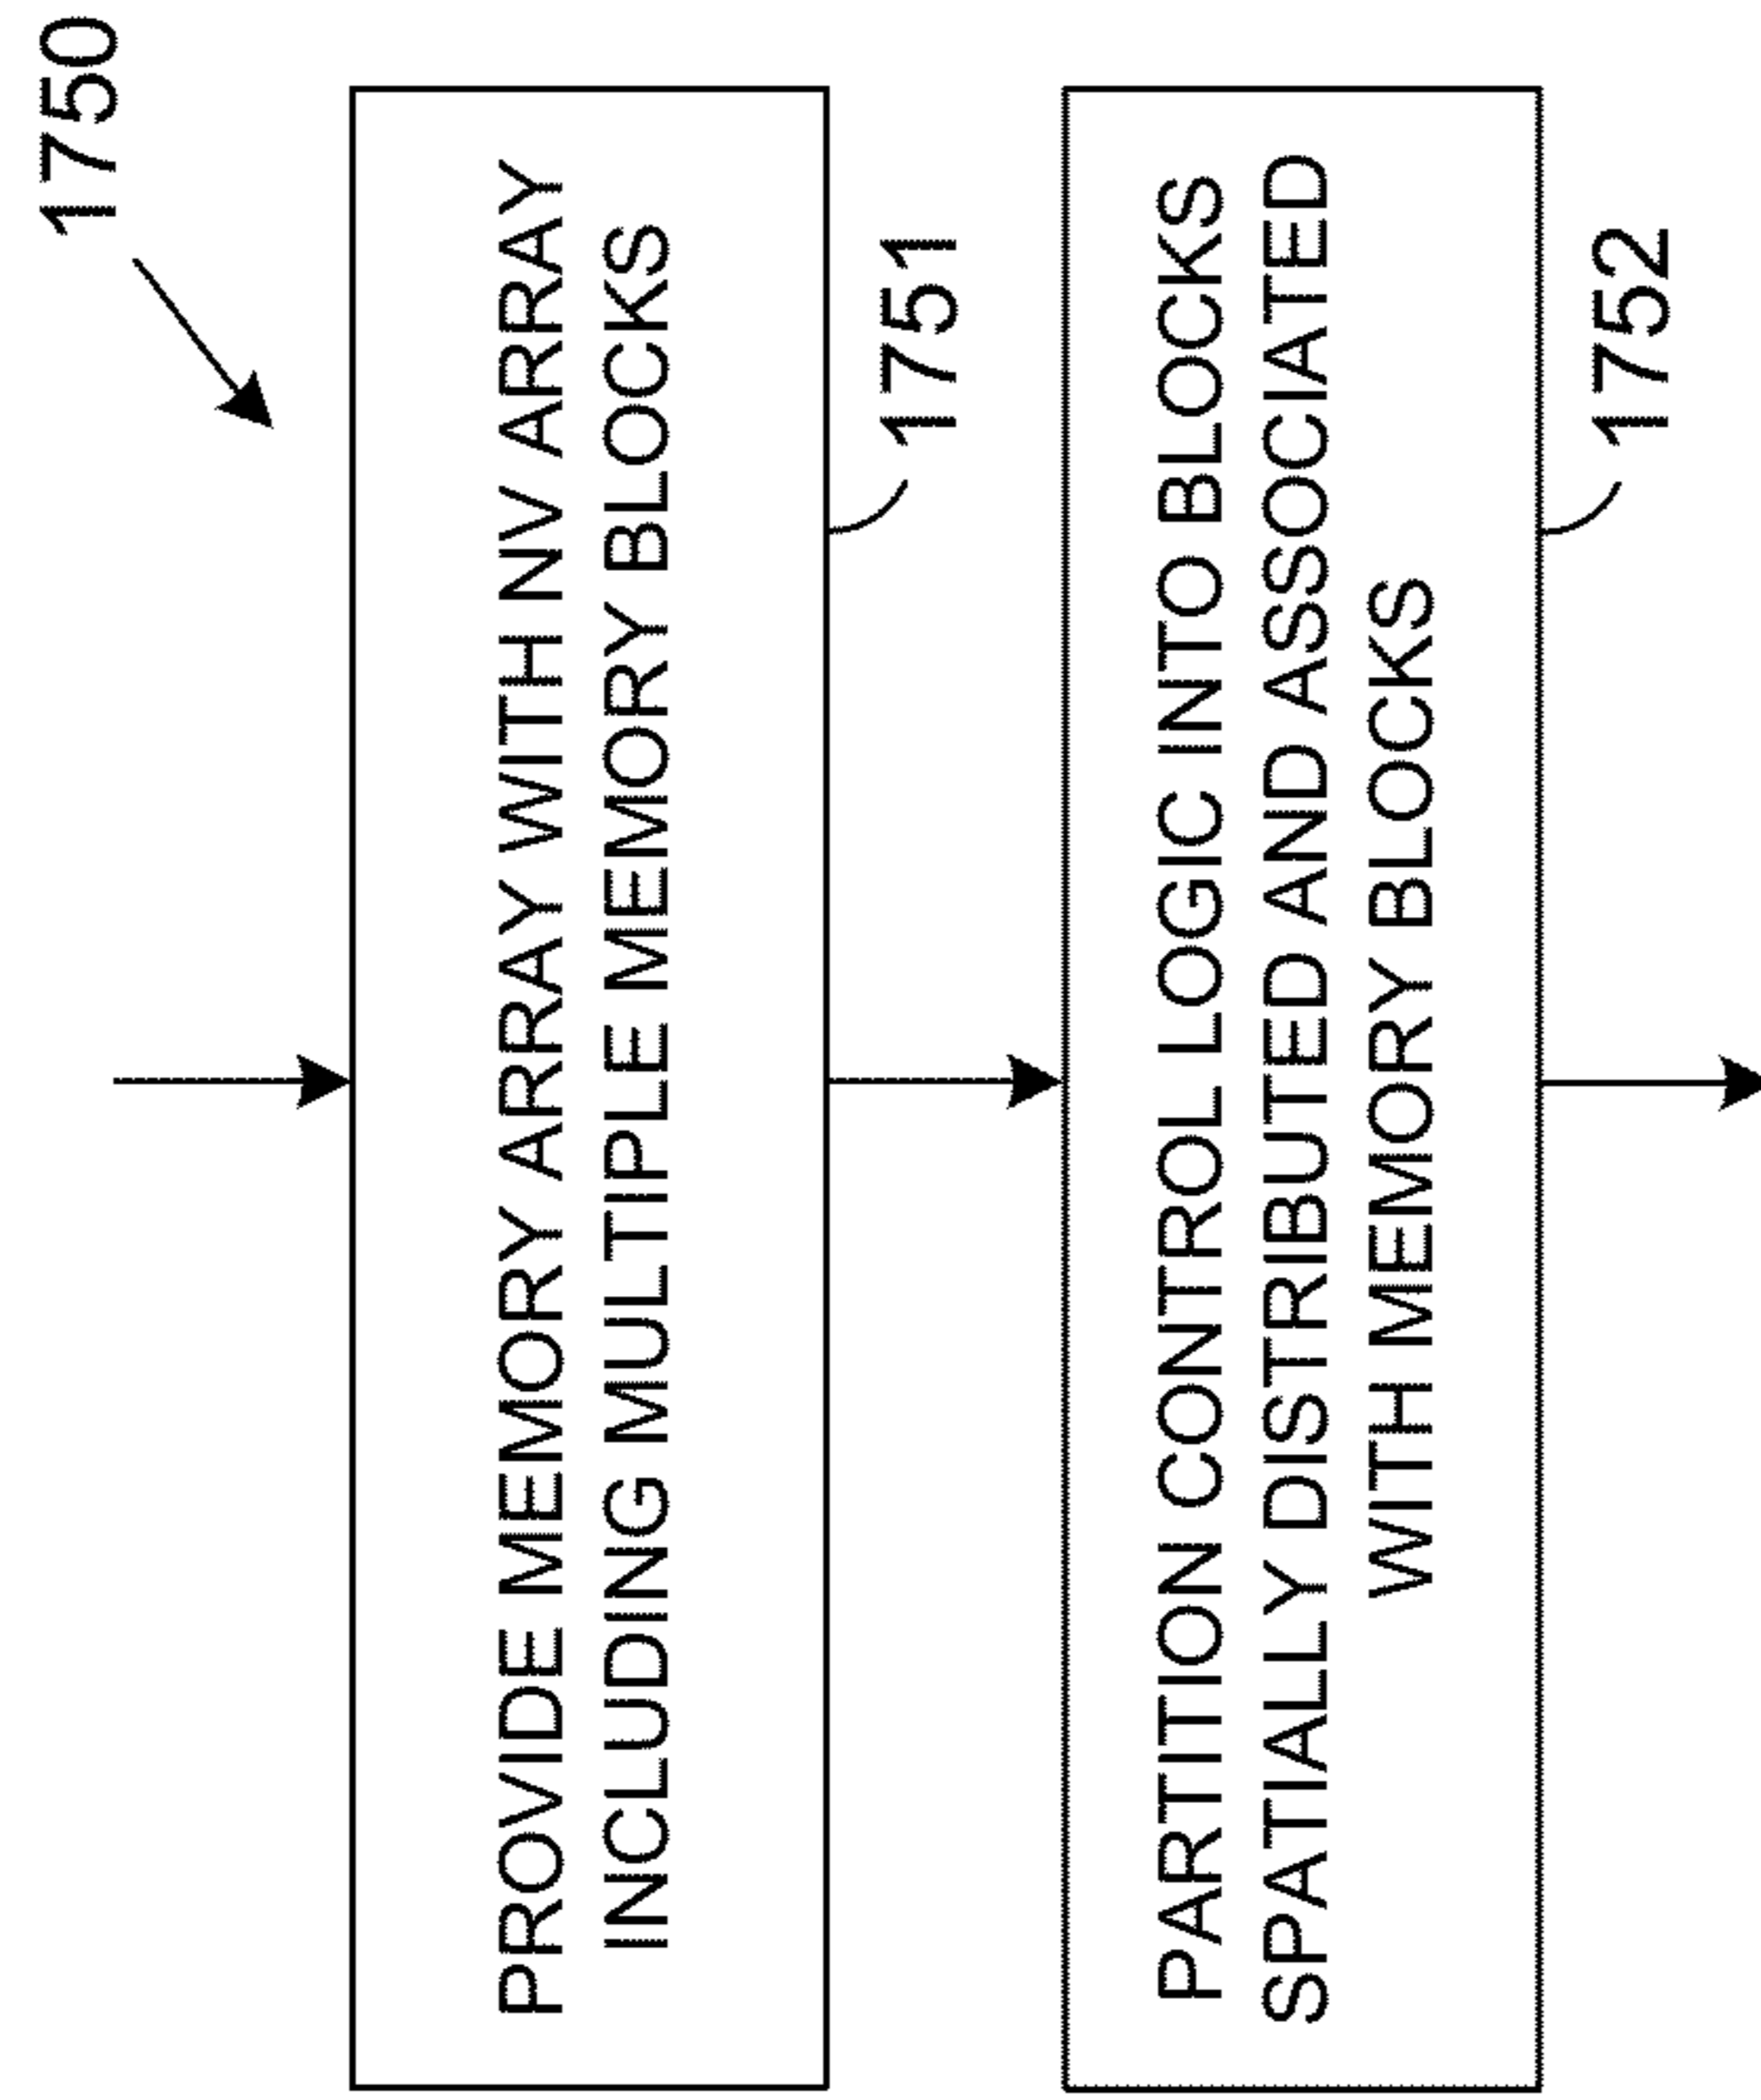 1750
PROVIDE MEMORY ARRAY WITH NV ARRAY
INCLUDING MULTIPLE MEMORY BLOCKS
1751
PARTITION CONTROL LOGIC INTO BLOCKS
SPATIALLY DISTRIBUTED AND ASSOCIATED
WITH MEMORY BLOCKS
1752